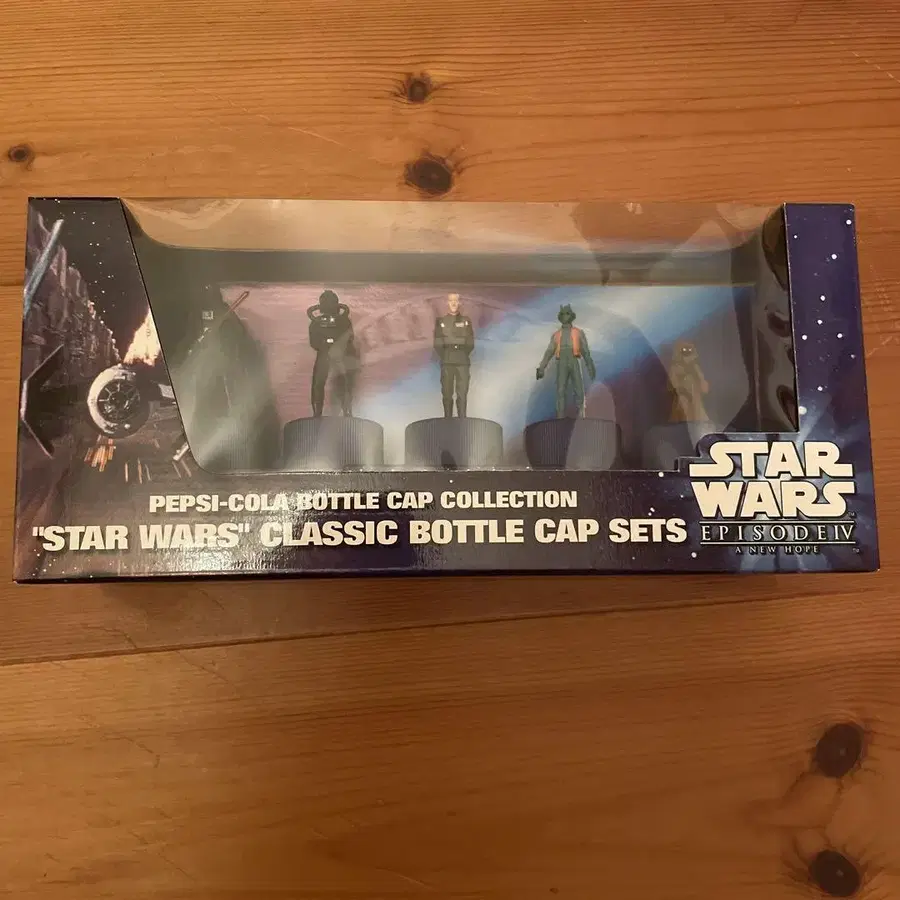 PEPSI-COLA BOTTLE CAP COLLECTION
"STAR WARS" CLASSIC BOTTLE CAP SETS
STAR
WARS
EPISODE IV
A NEW HOPE